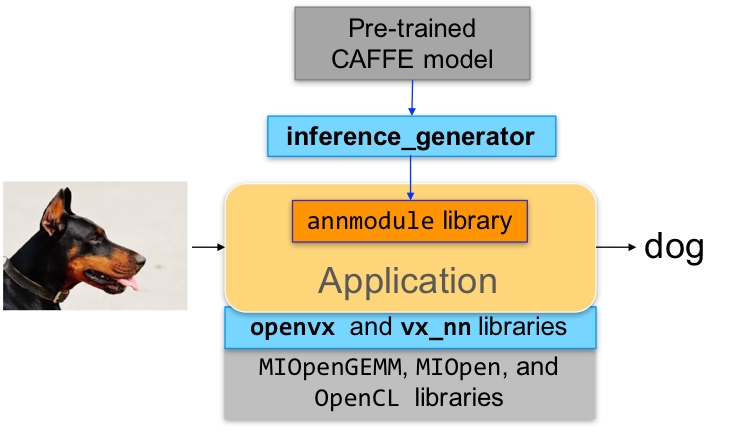 Pre-trained
CAFFE model
inference_generator
annmodule library
Application
dog
openvx and vx_nn libraries
MIOpenGEMM, MIOpen, and
OpenCL libraries